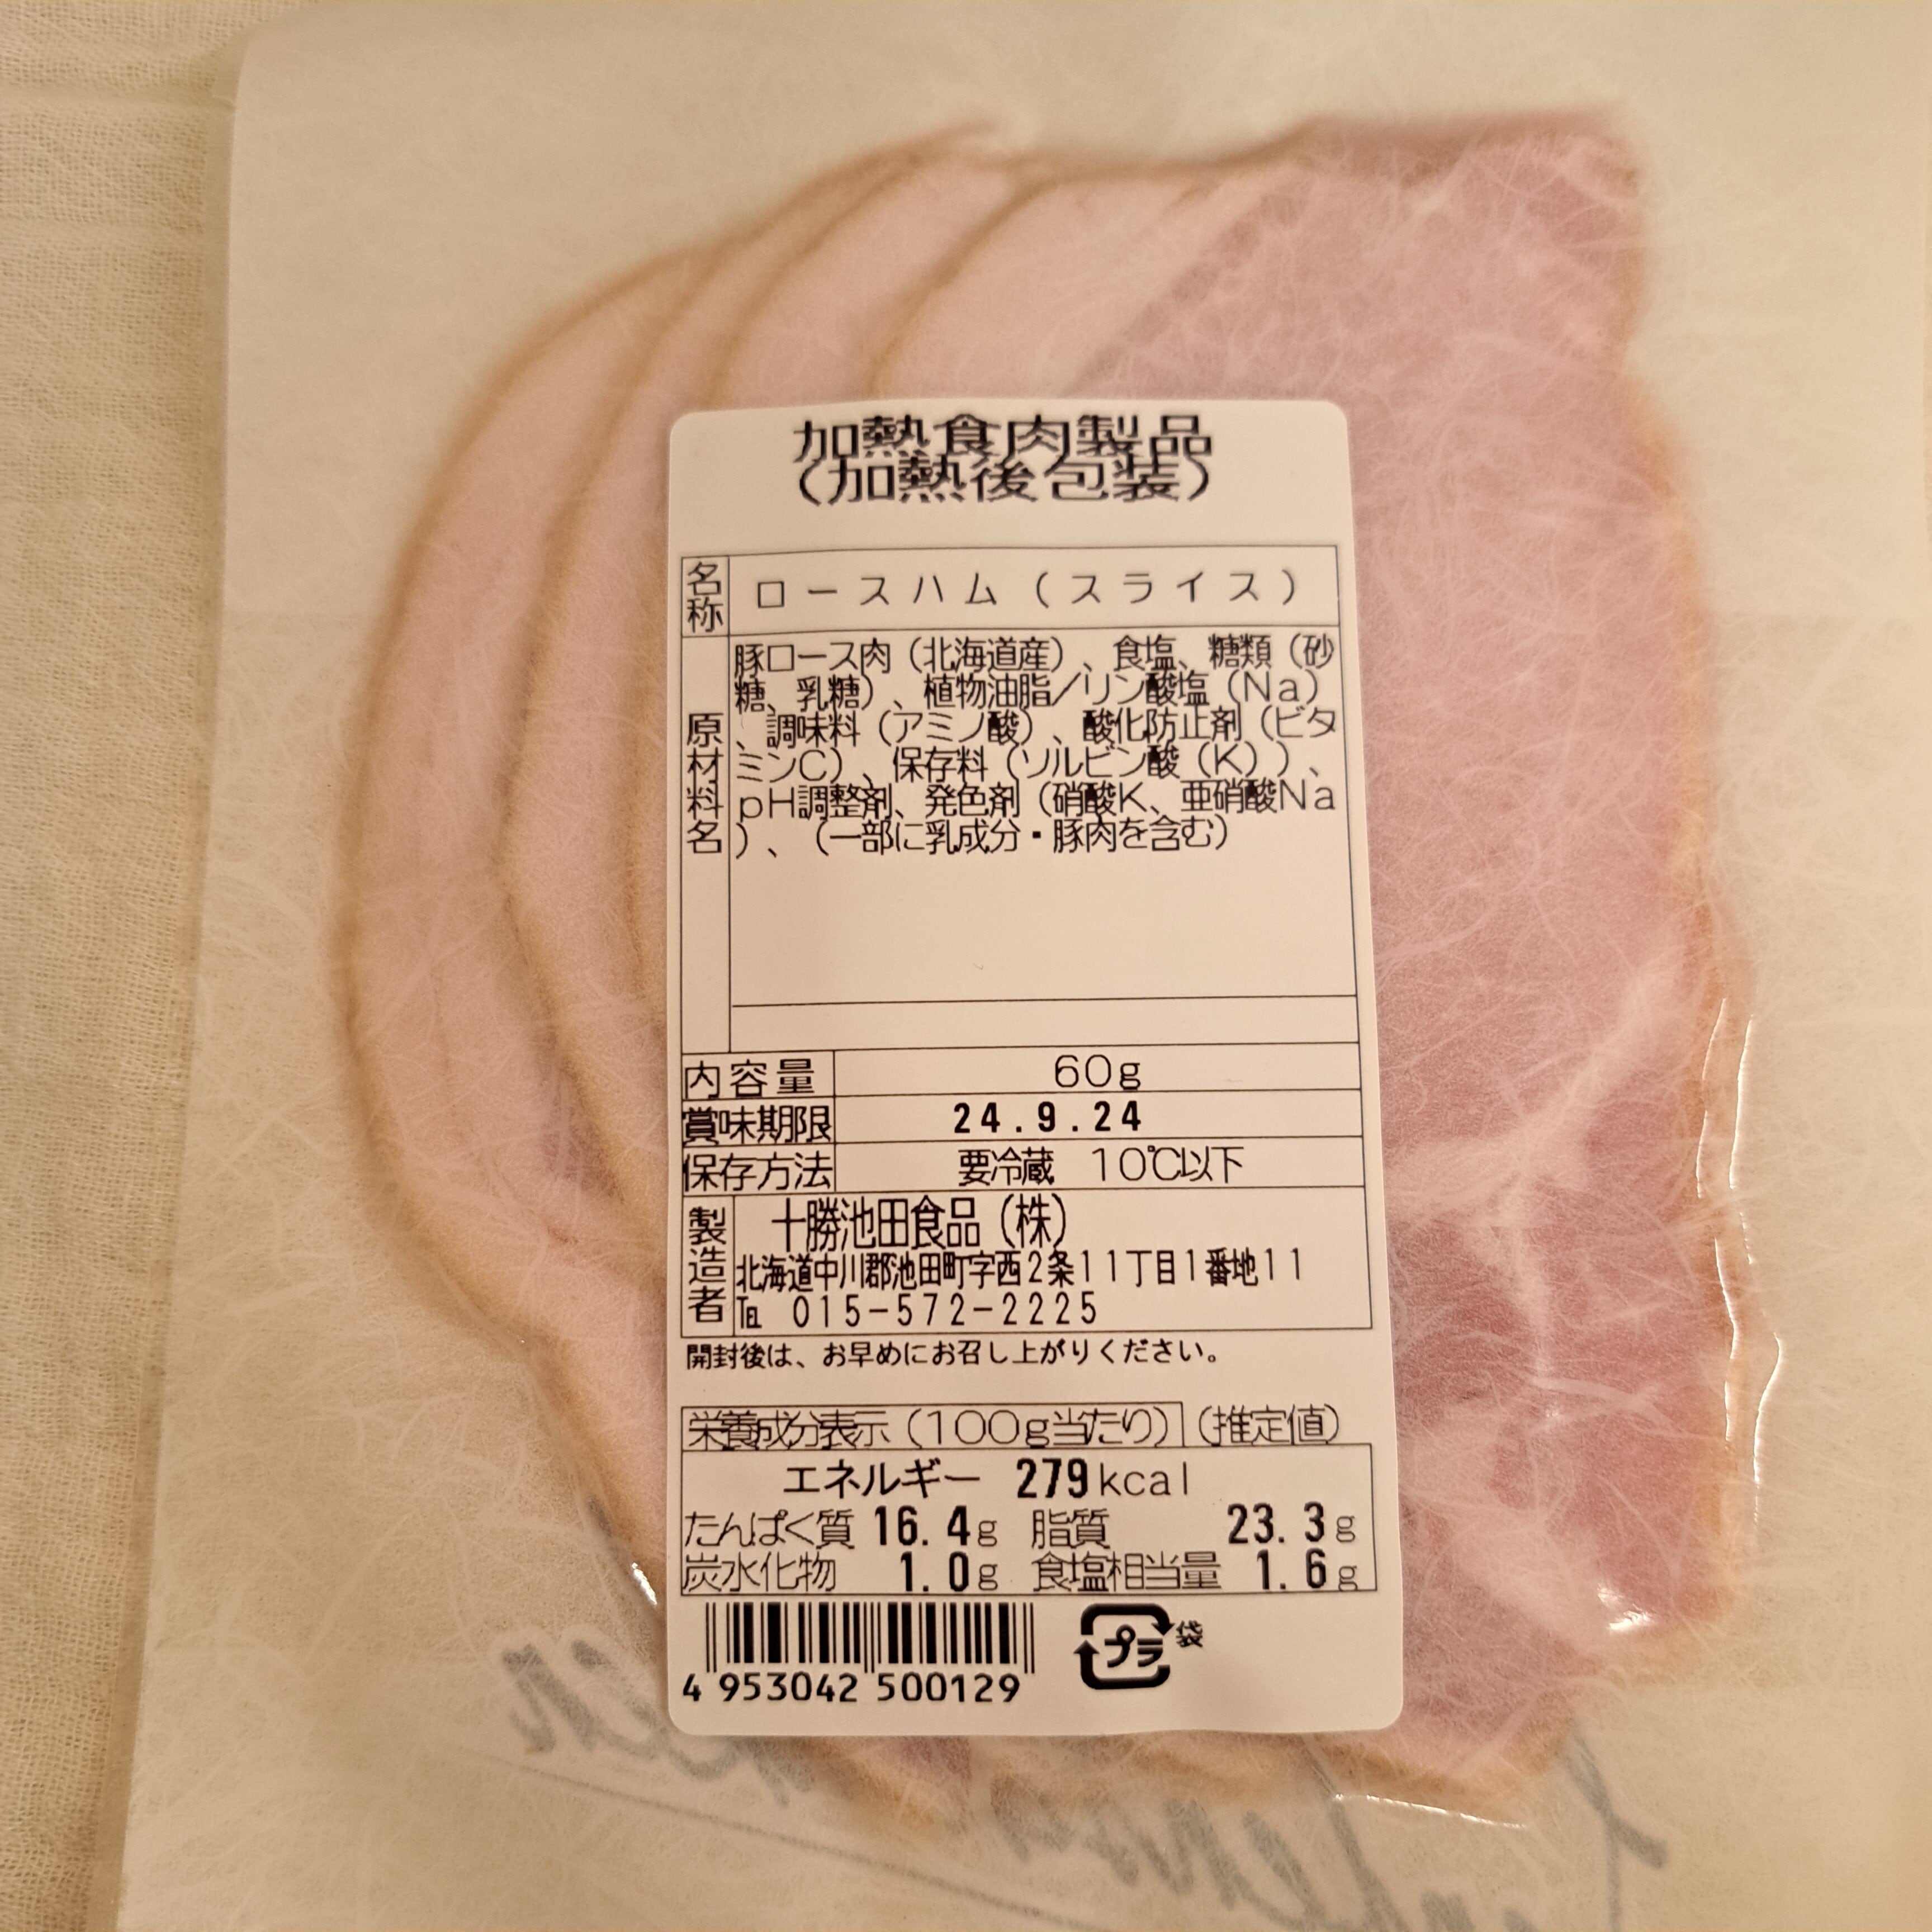 加熱食肉製品
（加熱後包装）
名称 ロースハム（スライス）
原材料名
豚ロース肉（北海道産）、食塩、糖類（砂
糖、乳糖）、植物油脂／リン酸塩（Ｎａ）
、調味料（アミノ酸）、酸化防止剤（ビタ
ミンＣ）、保存料（ソルビン酸（Ｋ））、
ｐＨ調整剤、発色剤（硝酸Ｋ、亜硝酸Ｎａ
）、（一部に乳成分・豚肉を含む）
内容量 60g
賞味期限 24.9.24
保存方法 要冷蔵 10℃以下
製造者
十勝池田食品（株）
北海道中川郡池田町字西2条11丁目1番地11
℡ 015-572-2225
開封後は、お早めにお召し上がりください。
栄養成分表示（100g当たり）（推定値）
エネルギー 279kcal
たんぱく質 16.4g 脂質 23.3g
炭水化物 1.0g 食塩相当量 1.6g
プラ 袋
4 953042 500129